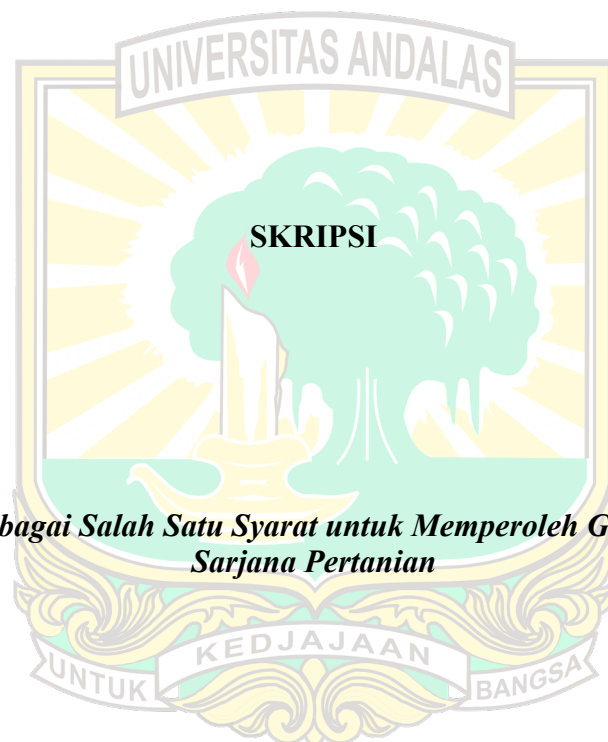 UNIVERSITAS ANDALAS
SKRIPSI
bagai Salah Satu Syarat untuk Memperoleh G
Sarjana Pertanian
UNTUK KEDJAJAAN BANGSA